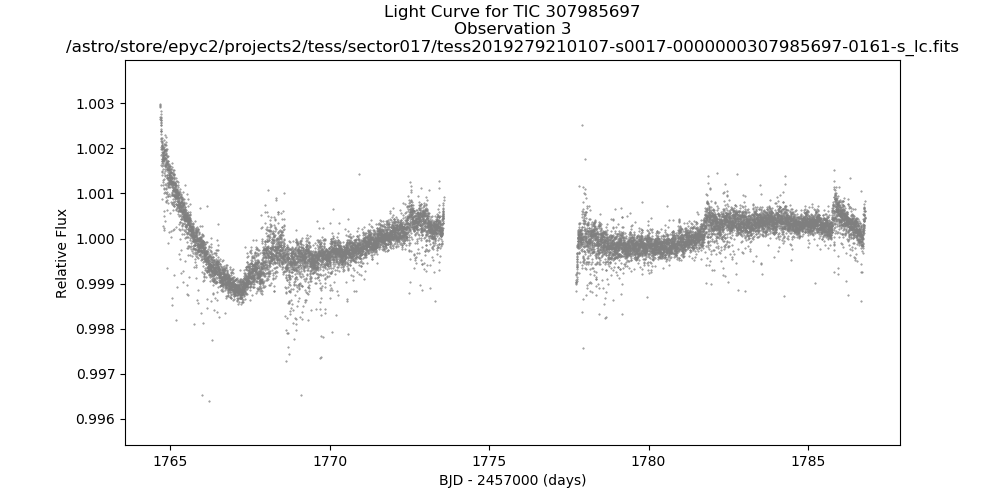 Light Curve for TIC 307985697
Observation 3
/astro/store/epyc2/projects2/tess/sector017/tess2019279210107-s0017-0000000307985697-0161-s_lc.fits
1.003
1.002
1.001
1.000
0.999
0.998
0.997
0.996
Relative Flux
1765
1770
1775
1780
1785
BJD - 2457000 (days)